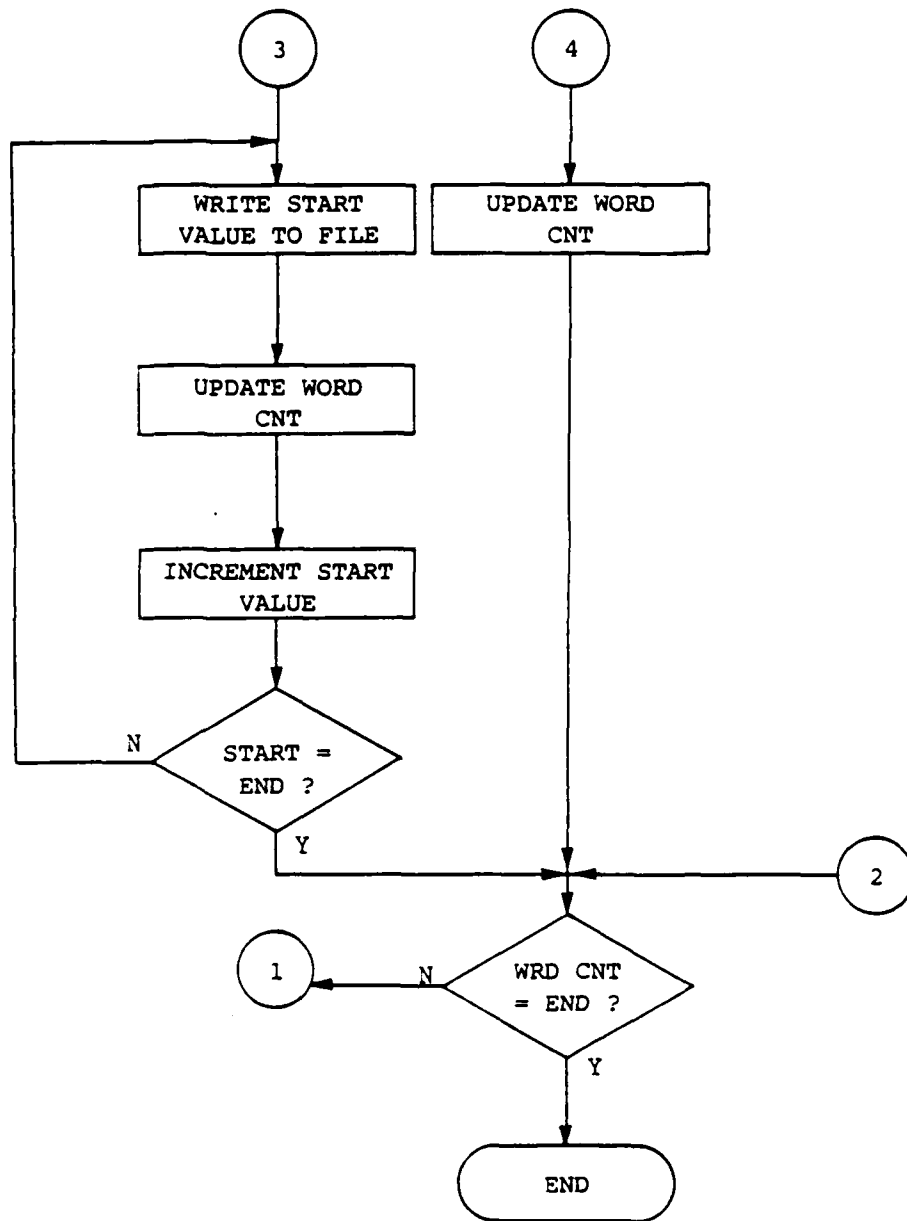 3
4
WRITE START
VALUE TO FILE
UPDATE WORD
CNT
UPDATE WORD
CNT
INCREMENT START
VALUE
N
START =
END ?
Y
2
1
N
WRD CNT
= END ?
Y
END